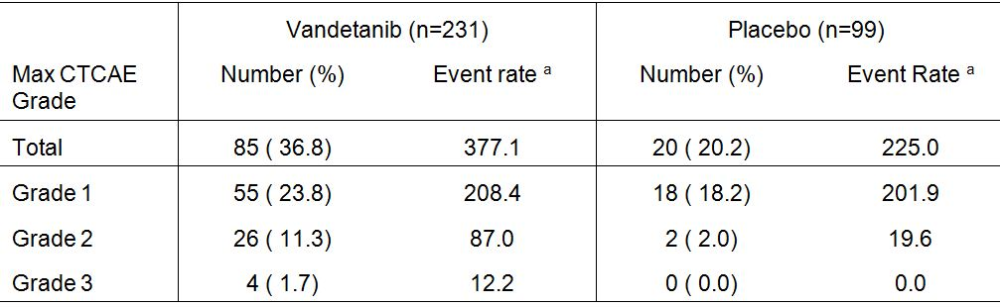 Vandetanib (n=231) Placebo (n=99)
Max CTCAE Grade Number (%) Event rate a Number (%) Event Rate a
Total 85 ( 36.8) 377.1 20 ( 20.2) 225.0
Grade 1 55 ( 23.8) 208.4 18 ( 18.2) 201.9
Grade 2 26 ( 11.3) 87.0 2 ( 2.0) 19.6
Grade 3 4 ( 1.7) 12.2 0 ( 0.0) 0.0